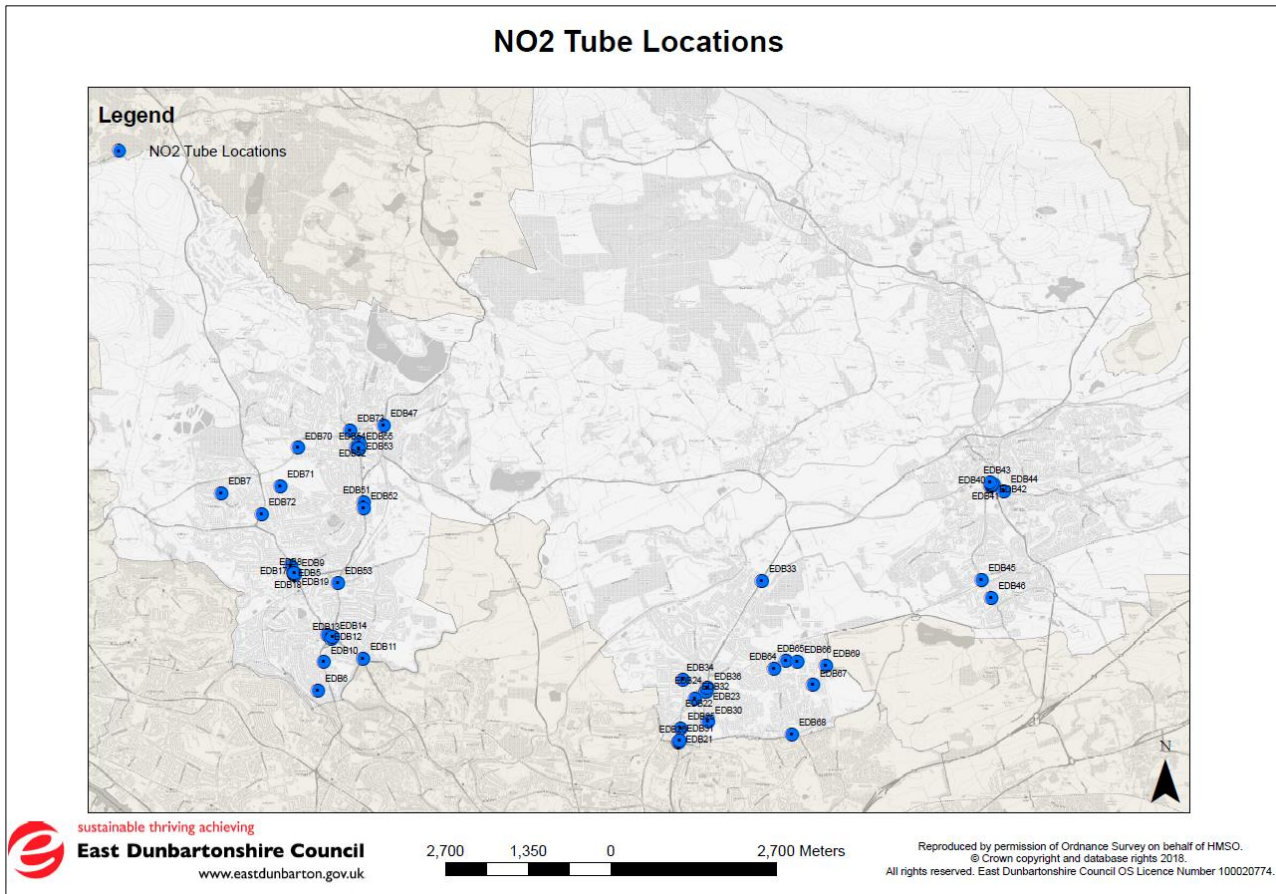 NO2 Tube Locations
Legend
NO2 Tube Locations
EDB47
EDB70
EDB55
EDB53
EDB71
EDB7
EDB51
EDB52
EDB72
EDB9
EDB17
EDB5
EDB18
EDB19
EDB53
EDB13
EDB14
EDB12
EDB10
EDB11
EDB6
EDB43
EDB40
EDB44
EDB41
EDB42
EDB45
EDB46
EDB33
EDB65
EDB66
EDB64
EDB69
EDB67
EDB34
EDB24
EDB36
EDB32
EDB23
EDB22
EDB30
EDB31
EDB21
EDB68
N
sustainable thriving achieving
East Dunbartonshire Council
www.eastdunbarton.gov.uk
2,700 1,350 0 2,700 Meters
Reproduced by permission of Ordnance Survey on behalf of HMSO.
© Crown copyright and database rights 2018.
All rights reserved. East Dunbartonshire Council OS Licence Number 100020774.